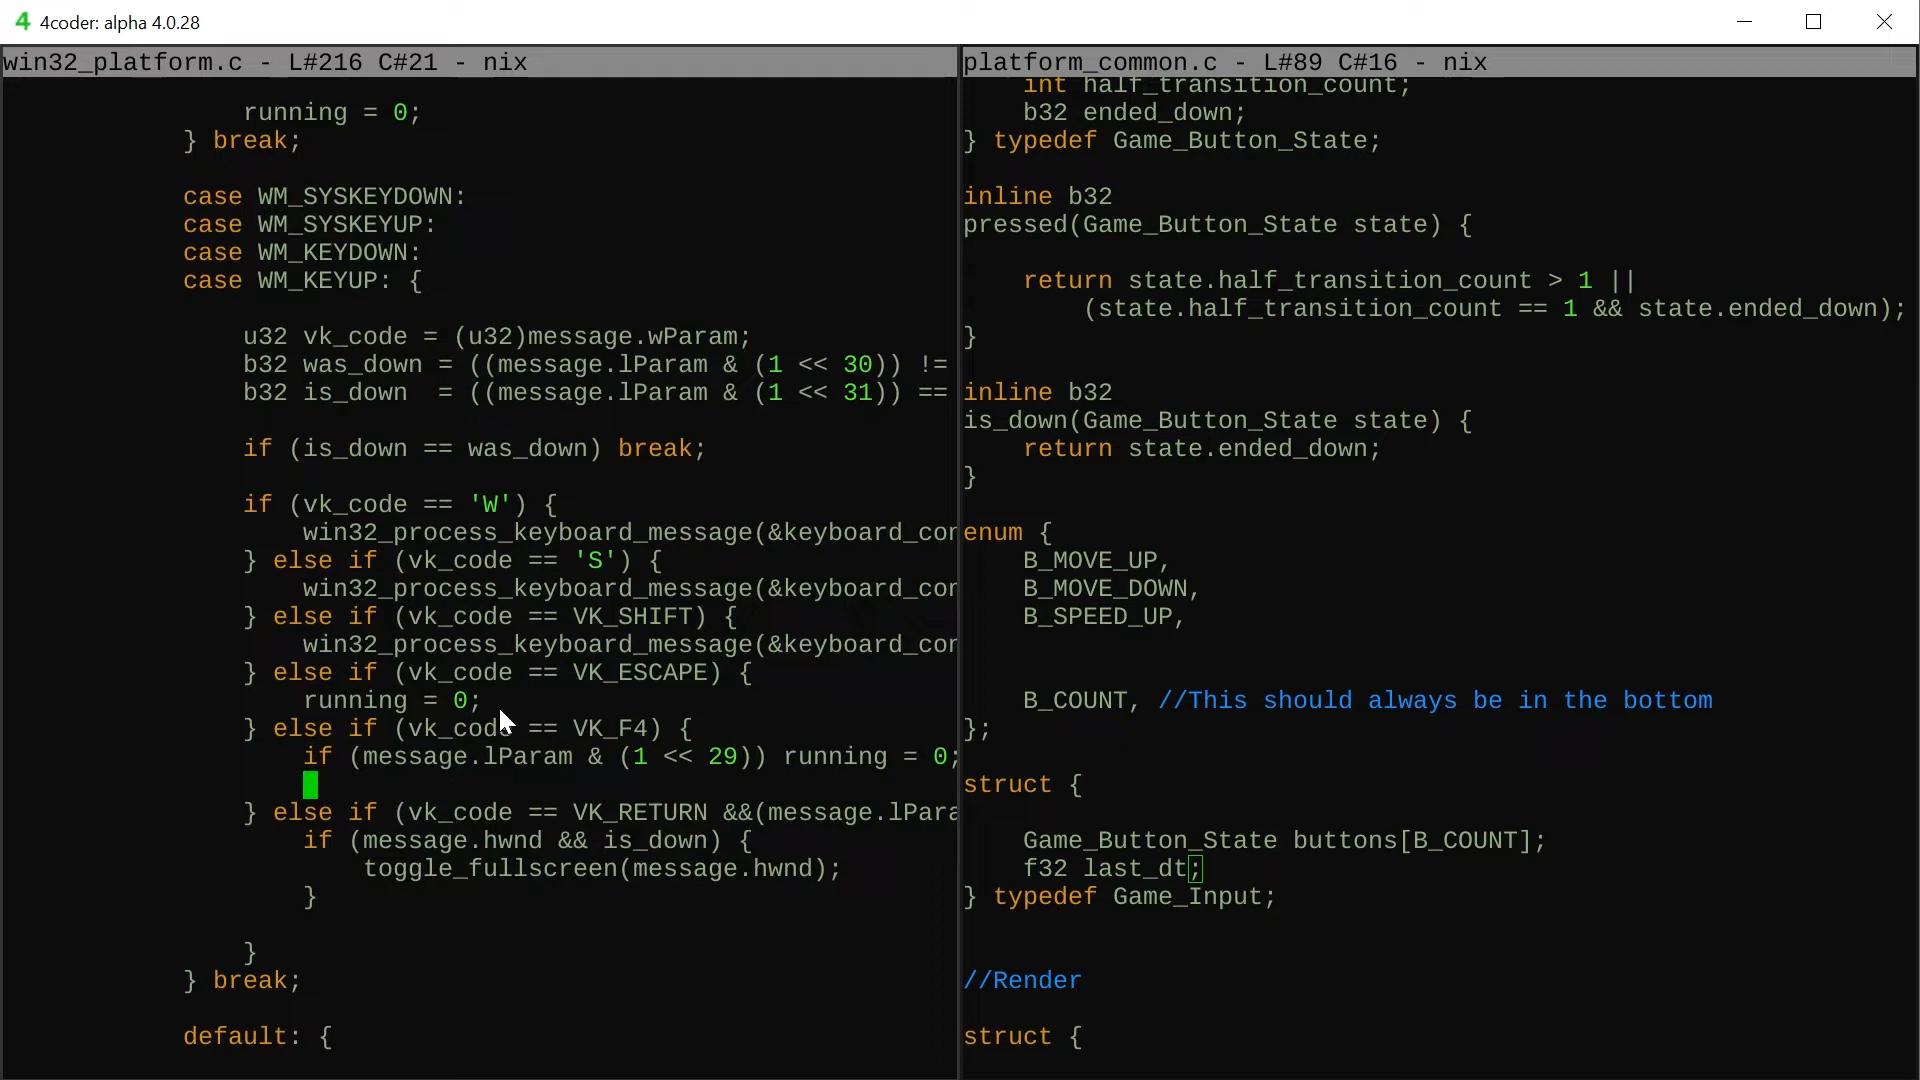 4 4coder: alpha 4.0.28
win32_platform.c - L#216 C#21 - nix
running = 0;
} break;
case WM_SYSKEYDOWN:
case WM_SYSKEYUP:
case WM_KEYDOWN:
case WM_KEYUP: {
u32 vk_code = (u32)message.wParam;
b32 was_down = ((message.lParam & (1 << 30)) !=
b32 is_down  = ((message.lParam & (1 << 31)) ==
if (is_down == was_down) break;
if (vk_code == 'W') {
win32_process_keyboard_message(&keyboard_con
} else if (vk_code == 'S') {
win32_process_keyboard_message(&keyboard_con
} else if (vk_code == VK_SHIFT) {
win32_process_keyboard_message(&keyboard_con
} else if (vk_code == VK_ESCAPE) {
running = 0;
} else if (vk_code == VK_F4) {
if (message.lParam & (1 << 29)) running = 0;
} else if (vk_code == VK_RETURN &&(message.lPara
if (message.hwnd && is_down) {
toggle_fullscreen(message.hwnd);
}
}
} break;
default: {
platform_common.c - L#89 C#16 - nix
int half_transition_count;
b32 ended_down;
} typedef Game_Button_State;
inline b32
pressed(Game_Button_State state) {
return state.half_transition_count > 1 ||
(state.half_transition_count == 1 && state.ended_down);
}
inline b32
is_down(Game_Button_State state) {
return state.ended_down;
}
enum {
B_MOVE_UP,
B_MOVE_DOWN,
B_SPEED_UP,
B_COUNT, //This should always be in the bottom
};
struct {
Game_Button_State buttons[B_COUNT];
f32 last_dt;
} typedef Game_Input;
//Render
struct {